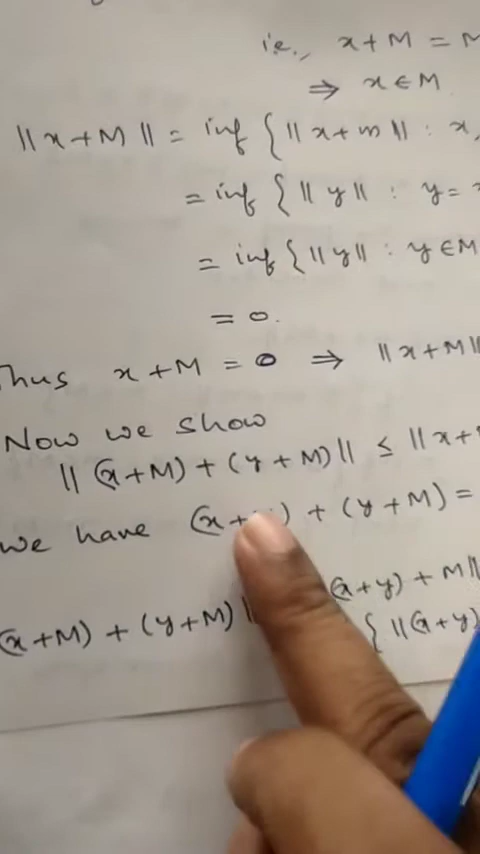 i.e., x + M = M
⇒ x ∈ M
|| x + M || = inf { || x + m || : x,
= inf { || y || : y =
= inf { || y || : y ∈ M
= 0.
Thus x + M = 0 ⇒ || x + M ||
Now we show
|| (x + M) + (y + M) || ≤ || x +
we have (x + ) + (y + M) =
(x + M) + (y + M) || (x + y) + M ||
{ || (x + y)